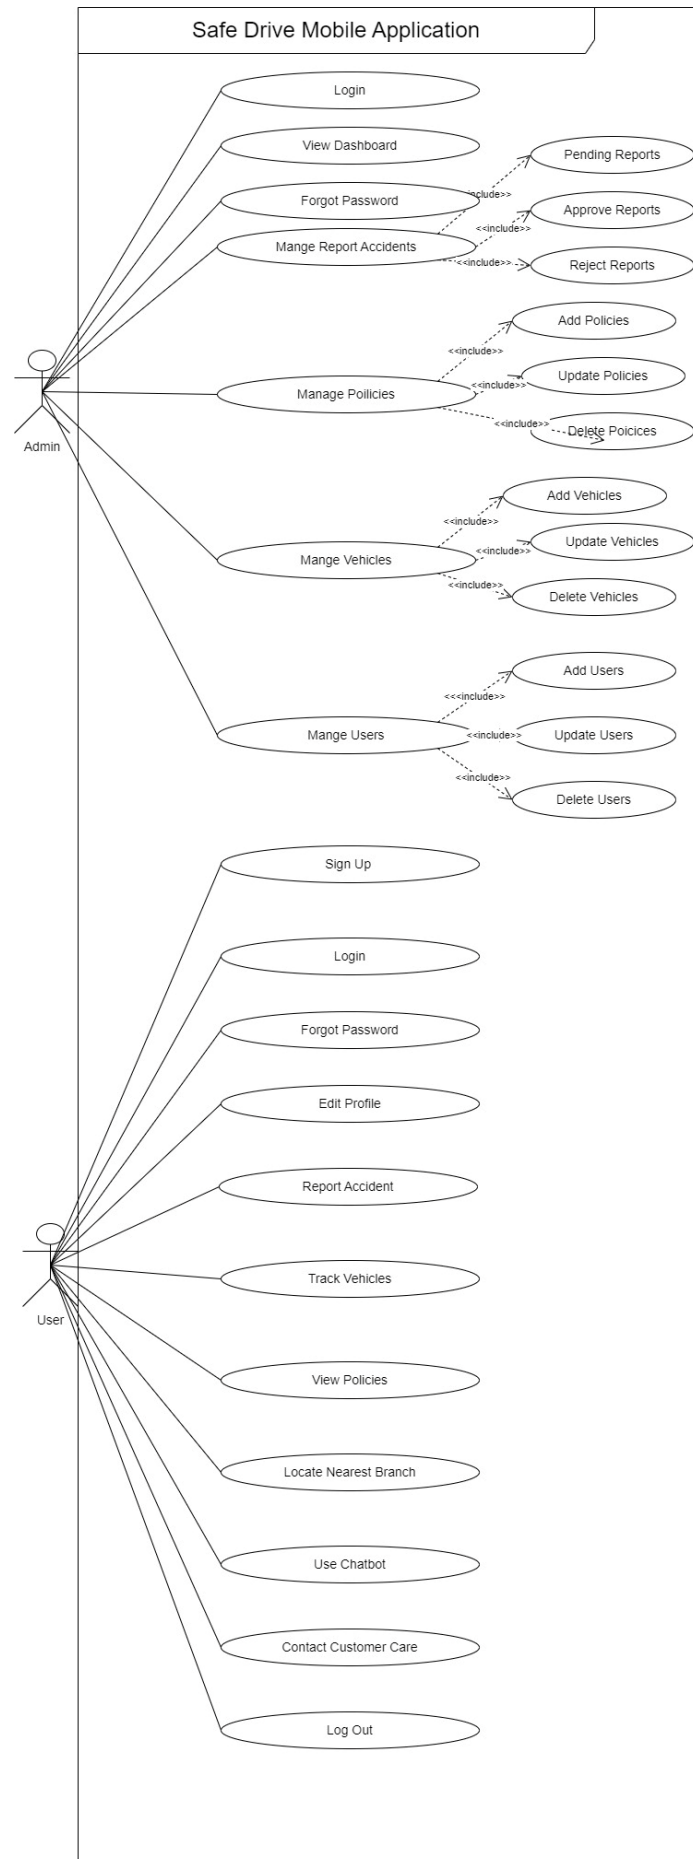 Safe Drive Mobile Application
Login
View Dashboard
Pending Reports
<<include>>
Forgot Password
Approve Reports
<<include>>
Mange Report Accidents
<<include>>
Reject Reports
Add Policies
<<include>>
Update Policies
<<include>>
Manage Poilicies
<<include>>
Delete Poicices
Admin
Add Vehicles
<<include>>
Update Vehicles
<<include>>
Mange Vehicles
<<include>>
Delete Vehicles
Add Users
<<<include>>
Mange Users
<<include>>
Update Users
<<include>>
Delete Users
Sign Up
Login
Forgot Password
Edit Profile
Report Accident
Track Vehicles
User
View Policies
Locate Nearest Branch
Use Chatbot
Contact Customer Care
Log Out